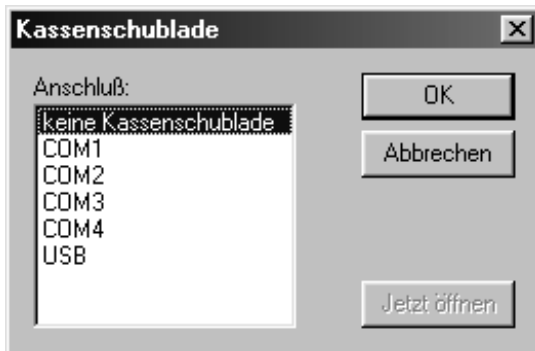 Kassenschublade
Anschluß:
keine Kassenschublade
COM1
COM2
COM3
COM4
USB
OK
Abbrechen
Jetzt öffnen